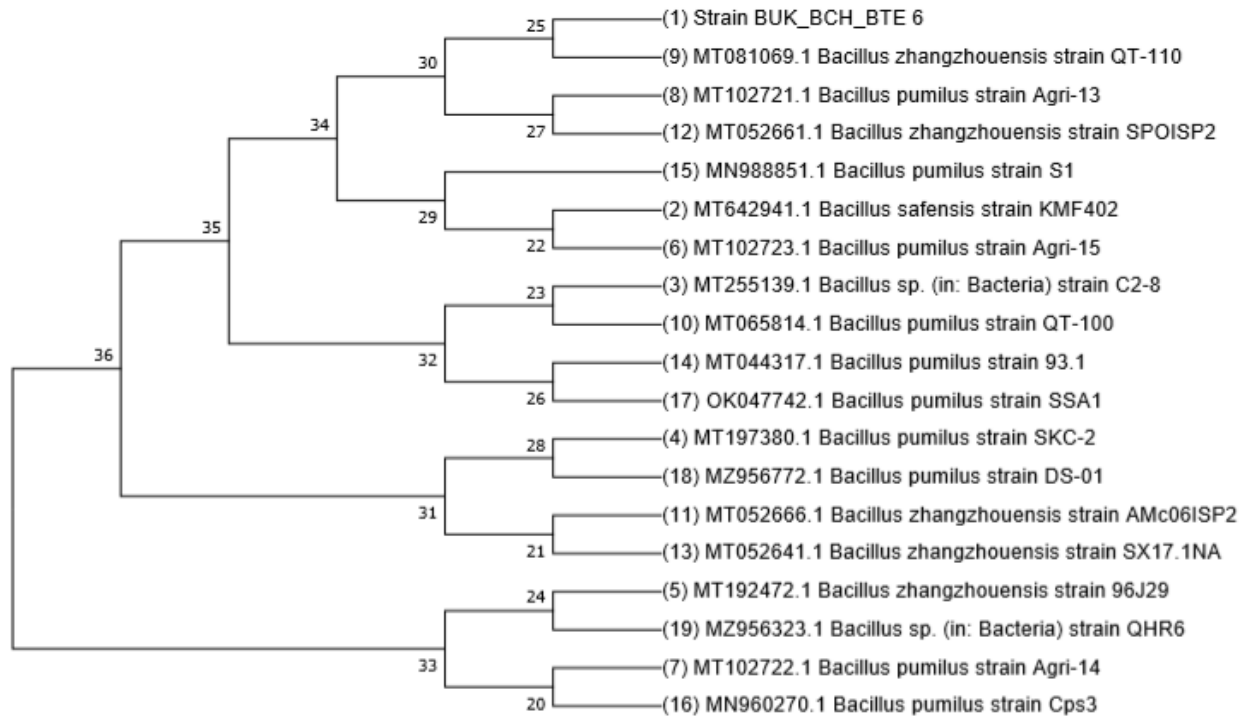 25
(1) Strain BUK_BCH_BTE 6
30
(9) MT081069.1 Bacillus zhangzhouensis strain QT-110
(8) MT102721.1 Bacillus pumilus strain Agri-13
34
27
(12) MT052661.1 Bacillus zhangzhouensis strain SPOISP2
(15) MN988851.1 Bacillus pumilus strain S1
35
29
(2) MT642941.1 Bacillus safensis strain KMF402
22
(6) MT102723.1 Bacillus pumilus strain Agri-15
23
(3) MT255139.1 Bacillus sp. (in: Bacteria) strain C2-8
(10) MT065814.1 Bacillus pumilus strain QT-100
36
32
(14) MT044317.1 Bacillus pumilus strain 93.1
26
(17) OK047742.1 Bacillus pumilus strain SSA1
28
(4) MT197380.1 Bacillus pumilus strain SKC-2
(18) MZ956772.1 Bacillus pumilus strain DS-01
31
(11) MT052666.1 Bacillus zhangzhouensis strain AMc06ISP2
21
(13) MT052641.1 Bacillus zhangzhouensis strain SX17.1NA
24
(5) MT192472.1 Bacillus zhangzhouensis strain 96J29
(19) MZ956323.1 Bacillus sp. (in: Bacteria) strain QHR6
33
(7) MT102722.1 Bacillus pumilus strain Agri-14
20
(16) MN960270.1 Bacillus pumilus strain Cps3